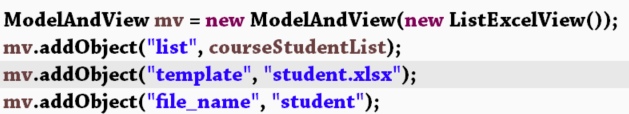 ModelAndView mv = new ModelAndView(new ListExcelView());
mv.addObject("list", courseStudentList);
mv.addObject("template", "student.xlsx");
mv.addObject("file_name", "student");